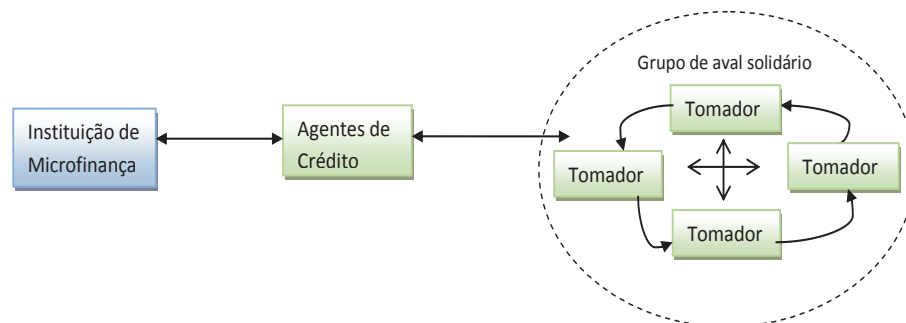 Grupo de aval solidário
Instituição de
Microfinança
Agentes de
Crédito
Tomador
Tomador
Tomador
Tomador